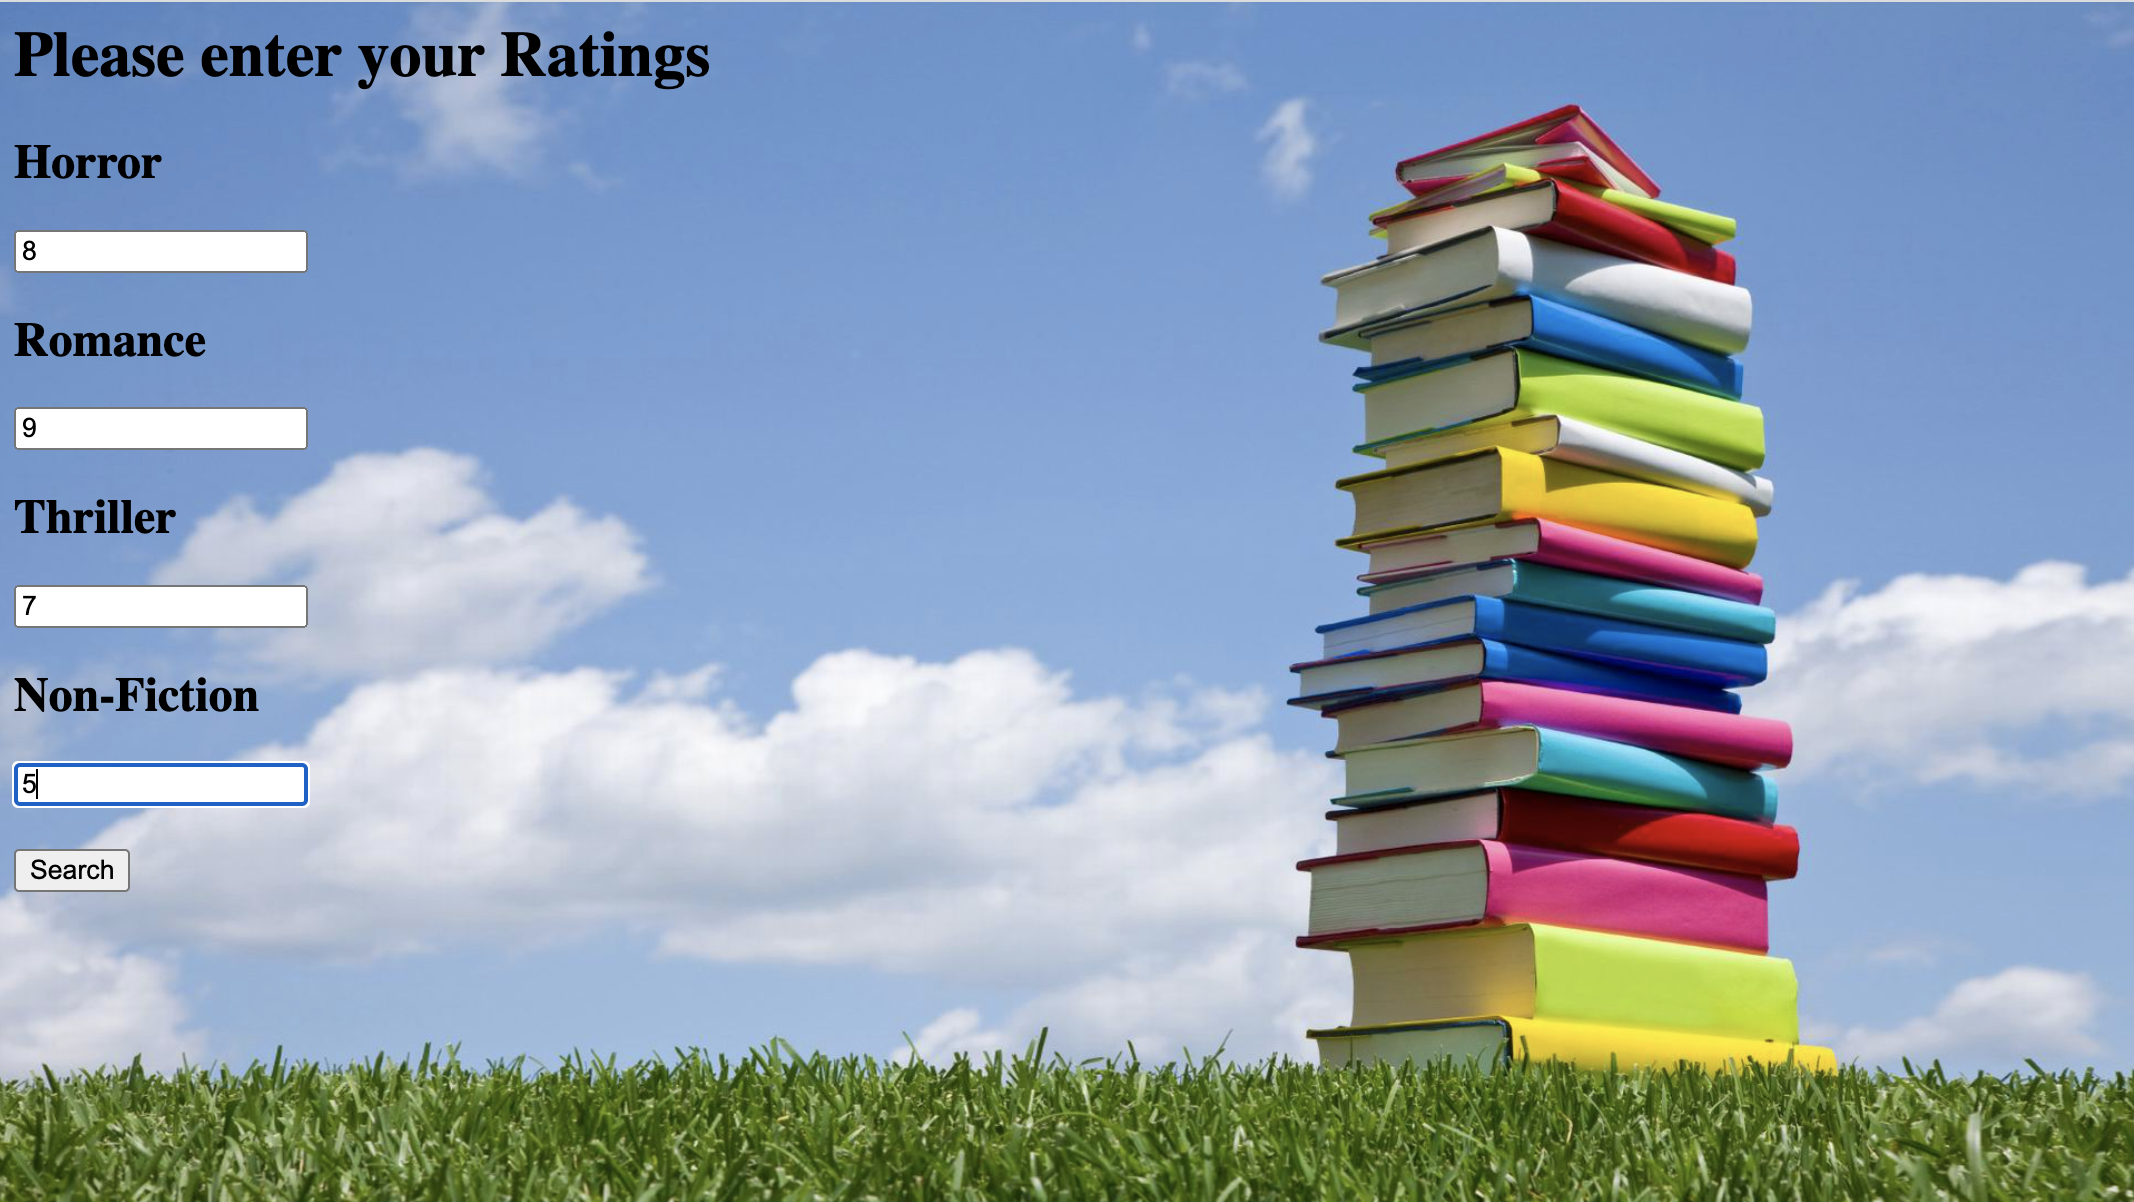 Please enter your Ratings
Horror
8
Romance
9
Thriller
7
Non-Fiction
5
Search